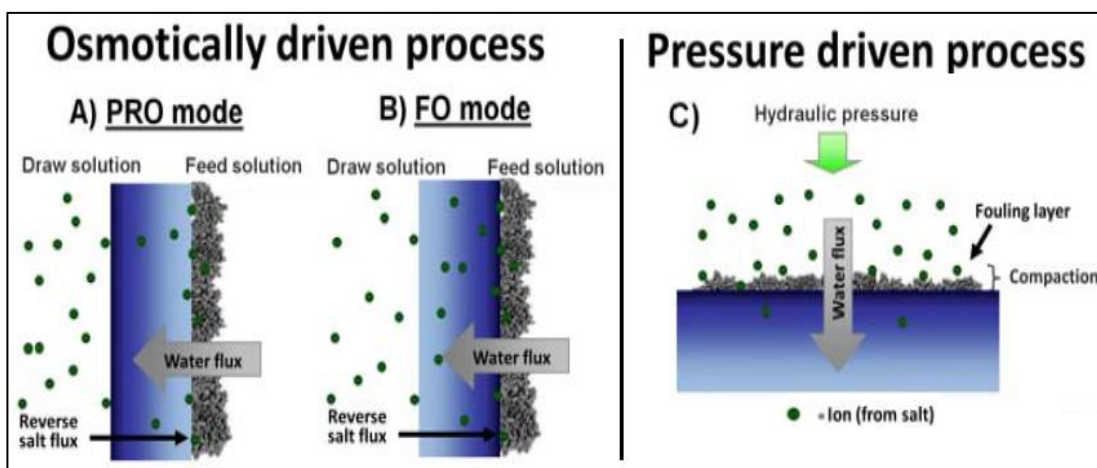 Osmotically driven process
A) PRO mode
Draw solution
Feed solution
Water flux
Reverse
salt flux
B) FO mode
Draw solution
Feed solution
Water flux
Reverse
salt flux
Pressure driven process
C)
Hydraulic pressure
Water flux
Fouling layer
Compaction
- Ion (from salt)